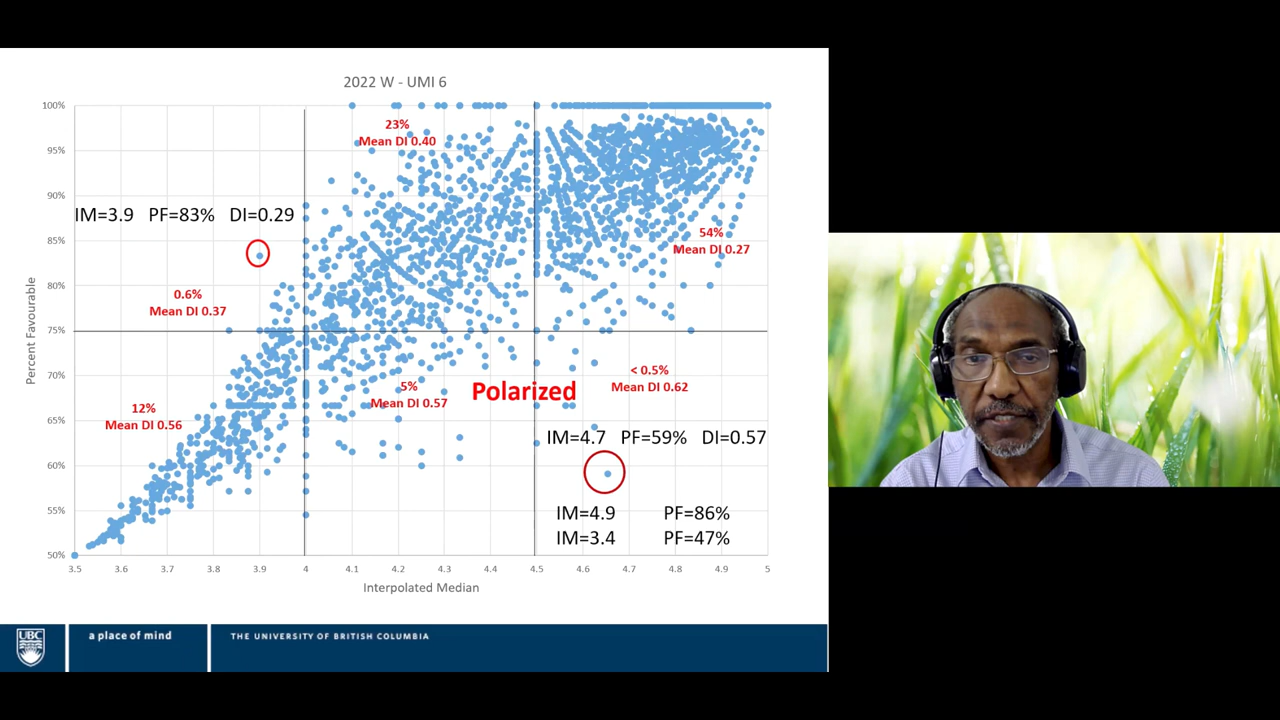 2022 W - UMI 6
100%
95%
90%
85%
80%
75%
70%
65%
60%
55%
50%
Percent Favourable
23%
Mean DI 0.40
IM=3.9 PF=83% DI=0.29
54%
Mean DI 0.27
0.6%
Mean DI 0.37
< 0.5%
Mean DI 0.62
5%
Mean DI 0.57
Polarized
12%
Mean DI 0.56
IM=4.7 PF=59% DI=0.57
IM=4.9 PF=86%
IM=3.4 PF=47%
3.5 3.6 3.7 3.8 3.9 4 4.1 4.2 4.3 4.4 4.5 4.6 4.7 4.8 4.9 5
Interpolated Median
UBC
a place of mind
THE UNIVERSITY OF BRITISH COLUMBIA